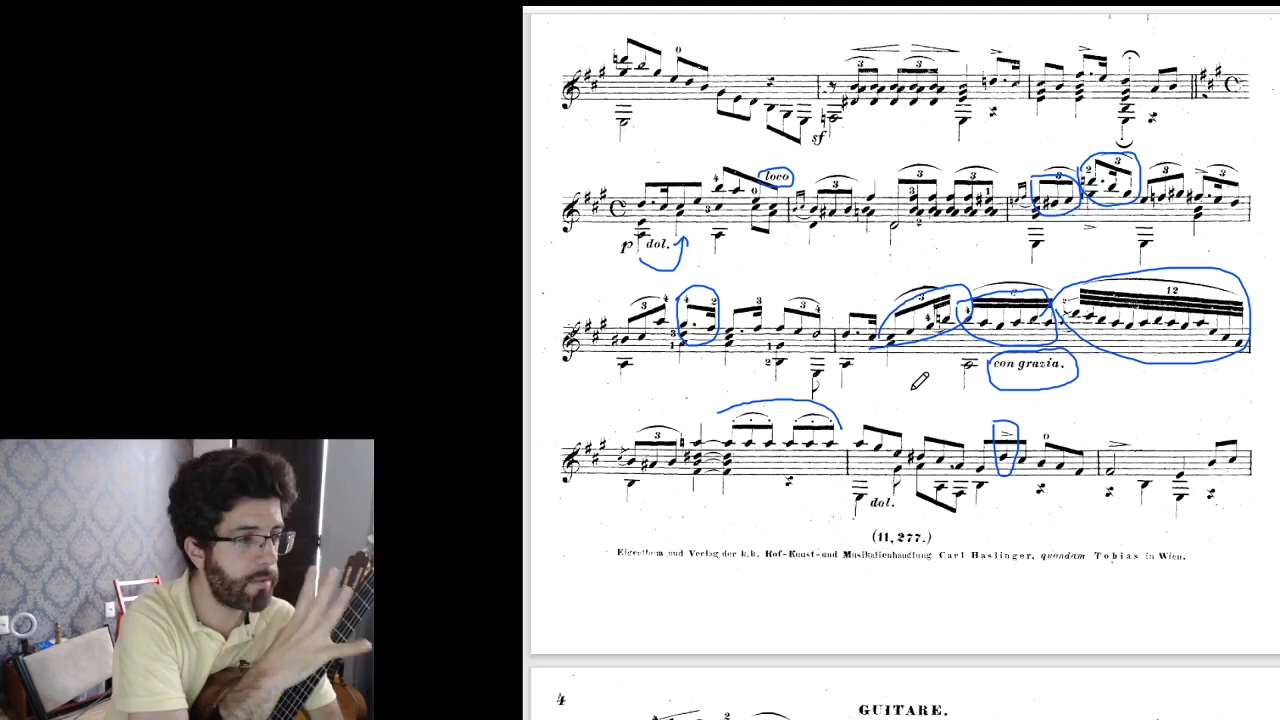 sf
loco
p dol.
con grazia.
dol.
(11,277.)
Eigenthum und Verlag der k.k. Hof-Kunst-und Musikalienhandlung Carl Haslinger, quondam Tobias in Wien.
4
GUITARE.